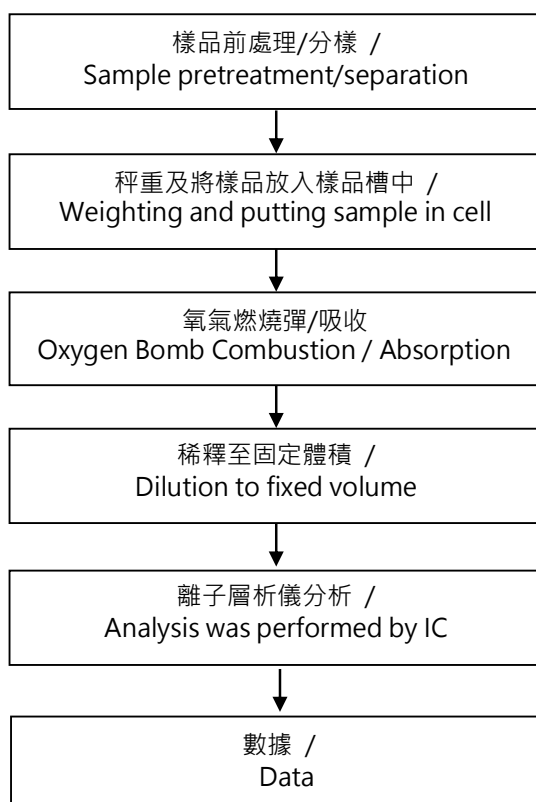 樣品前處理/分樣 /
Sample pretreatment/separation
秤重及將樣品放入樣品槽中 /
Weighting and putting sample in cell
氧氣燃燒彈/吸收
Oxygen Bomb Combustion / Absorption
稀釋至固定體積 /
Dilution to fixed volume
離子層析儀分析 /
Analysis was performed by IC
數據 /
Data